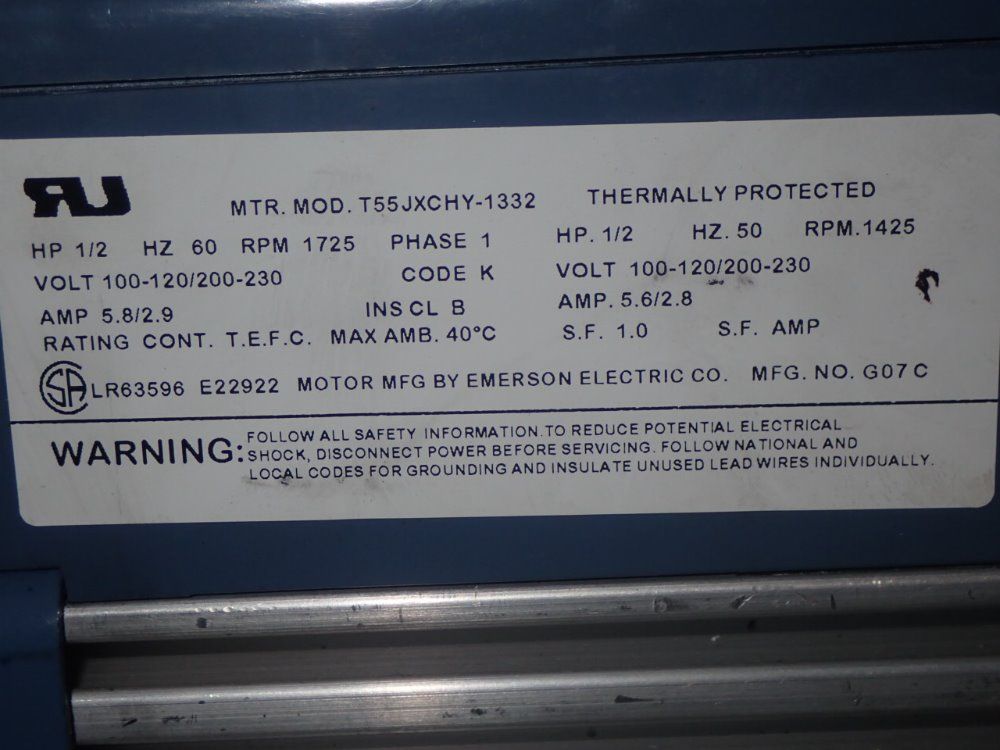 RU
MTR. MOD. T55JXCHY-1332 THERMALLY PROTECTED
HP 1/2 HZ 60 RPM 1725 PHASE 1 HP. 1/2 HZ. 50 RPM.1425
VOLT 100-120/200-230 CODE K VOLT 100-120/200-230
AMP 5.8/2.9 INS CL B AMP. 5.6/2.8
RATING CONT. T.E.F.C. MAX AMB. 40°C S.F. 1.0 S.F. AMP
SA LR63596 E22922 MOTOR MFG BY EMERSON ELECTRIC CO. MFG. NO. G07C
WARNING: FOLLOW ALL SAFETY INFORMATION.TO REDUCE POTENTIAL ELECTRICAL
SHOCK, DISCONNECT POWER BEFORE SERVICING. FOLLOW NATIONAL AND
LOCAL CODES FOR GROUNDING AND INSULATE UNUSED LEAD WIRES INDIVIDUALLY.